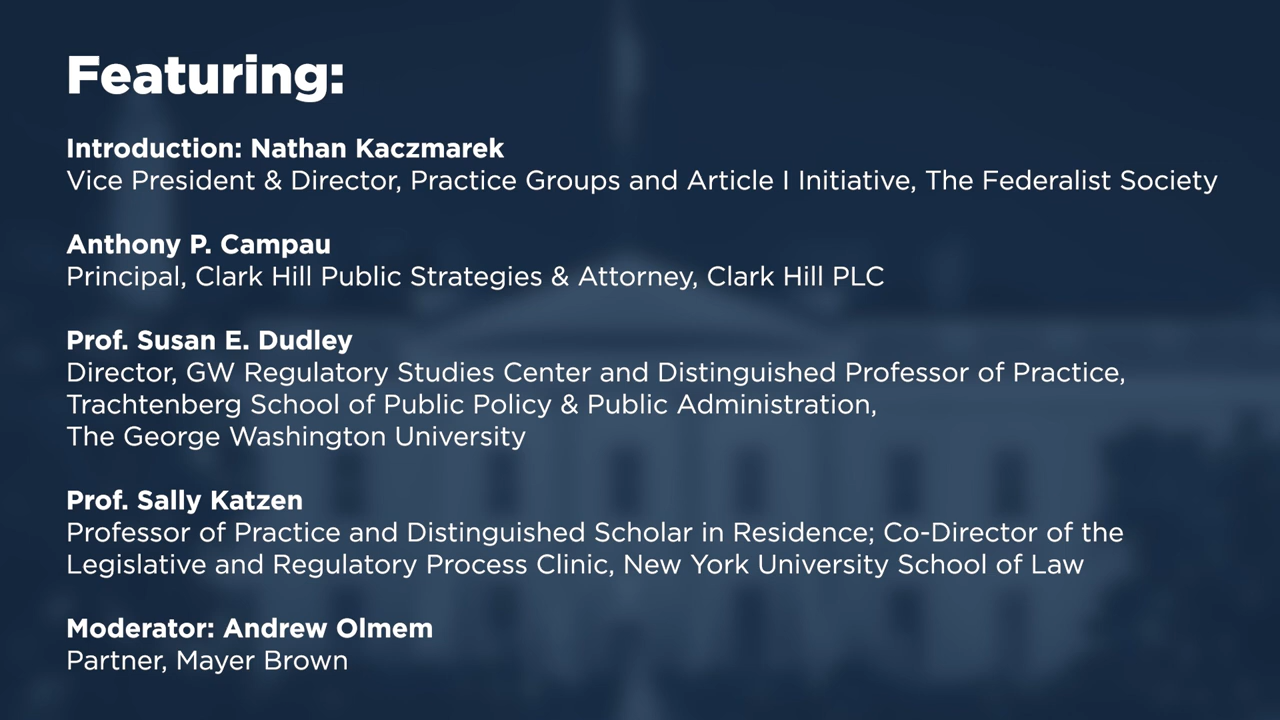 Featuring:
Introduction: Nathan Kaczmarek
Vice President & Director, Practice Groups and Article I Initiative, The Federalist Society
Anthony P. Campau
Principal, Clark Hill Public Strategies & Attorney, Clark Hill PLC
Prof. Susan E. Dudley
Director, GW Regulatory Studies Center and Distinguished Professor of Practice,
Trachtenberg School of Public Policy & Public Administration,
The George Washington University
Prof. Sally Katzen
Professor of Practice and Distinguished Scholar in Residence; Co-Director of the
Legislative and Regulatory Process Clinic, New York University School of Law
Moderator: Andrew Olmem
Partner, Mayer Brown